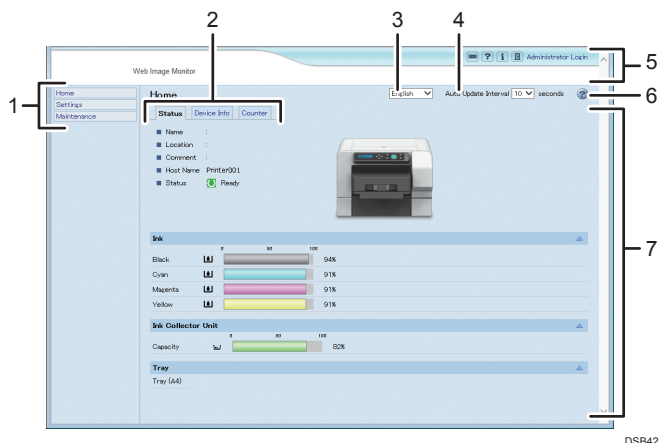 2
3
4
Administrator Login
5
Web Image Monitor
1
Home
Settings
Maintenance
Home
English
Auto Update Interval 10 seconds
6
Status
Device Info
Counter
7
Name :
Location :
Comment :
Host Name Printer001
Status Ready
Ink
0 50 100
Black 94%
Cyan 91%
Magenta 91%
Yellow 91%
Ink Collector Unit
0 50 100
Capacity 82%
Tray
Tray (A4)
DSB42